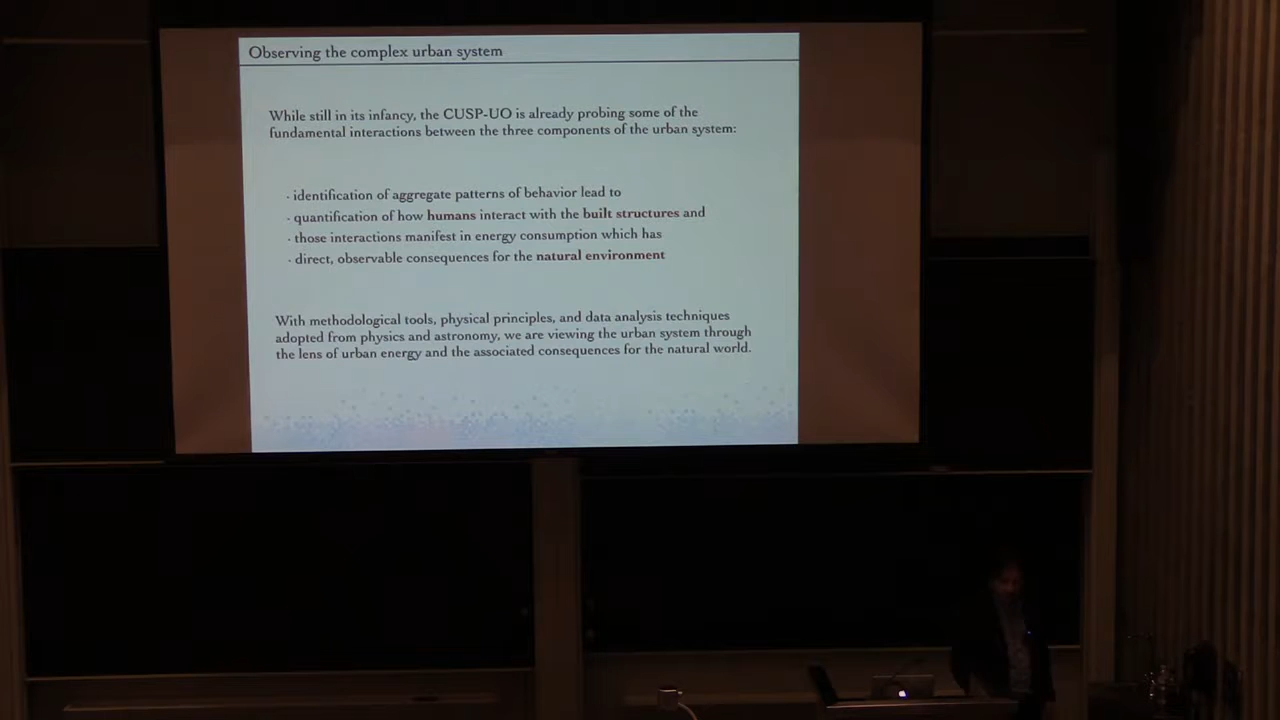 Observing the complex urban system
While still in its infancy, the CUSP-UO is already probing some of the
fundamental interactions between the three components of the urban system:
· identification of aggregate patterns of behavior lead to
· quantification of how humans interact with the built structures and
· those interactions manifest in energy consumption which has
· direct, observable consequences for the natural environment
With methodological tools, physical principles, and data analysis techniques
adopted from physics and astronomy, we are viewing the urban system through
the lens of urban energy and the associated consequences for the natural world.